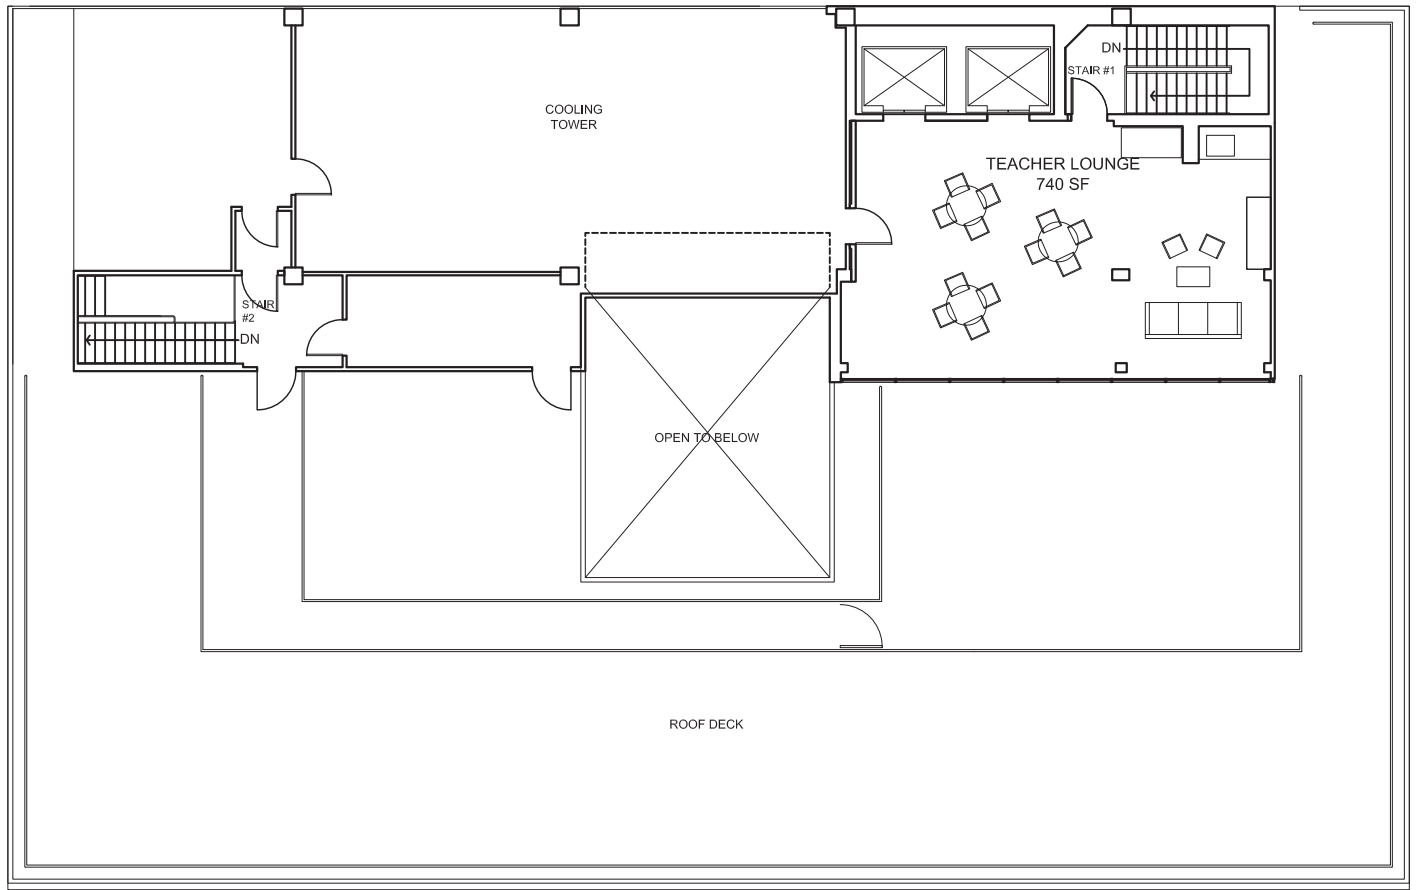 DN
STAIR #1
COOLING
TOWER
TEACHER LOUNGE
740 SF
STAIR
#2
DN
OPEN TO BELOW
ROOF DECK